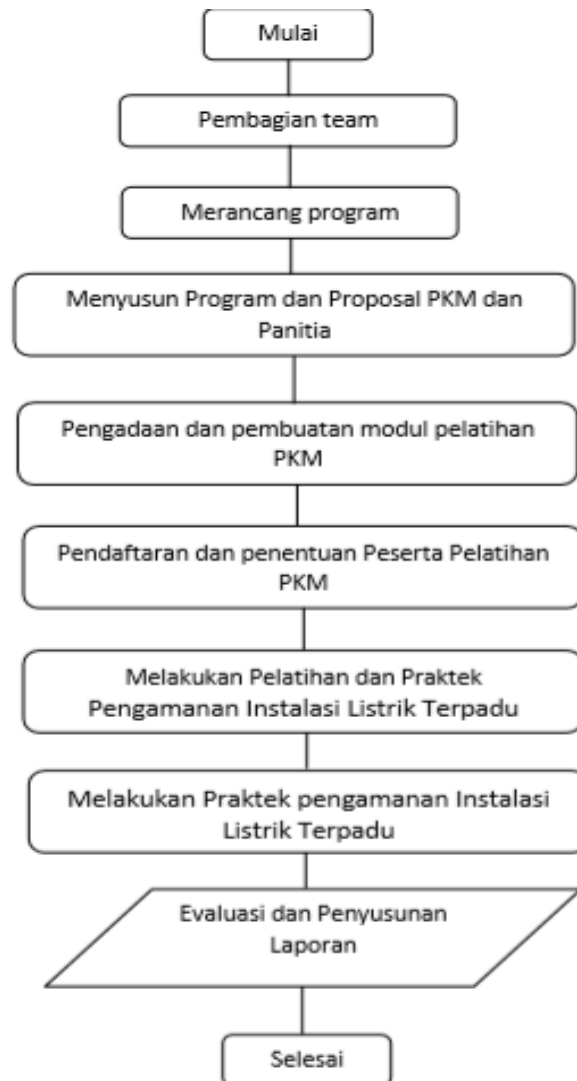 Mulai
Pembagian team
Merancang program
Menyusun Program dan Proposal PKM dan
Panitia
Pengadaan dan pembuatan modul pelatihan
PKM
Pendaftaran dan penentuan Peserta Pelatihan
PKM
Melakukan Pelatihan dan Praktek
Pengamanan Instalasi Listrik Terpadu
Melakukan Praktek pengamanan Instalasi
Listrik Terpadu
Evaluasi dan Penyusunan
Laporan
Selesai